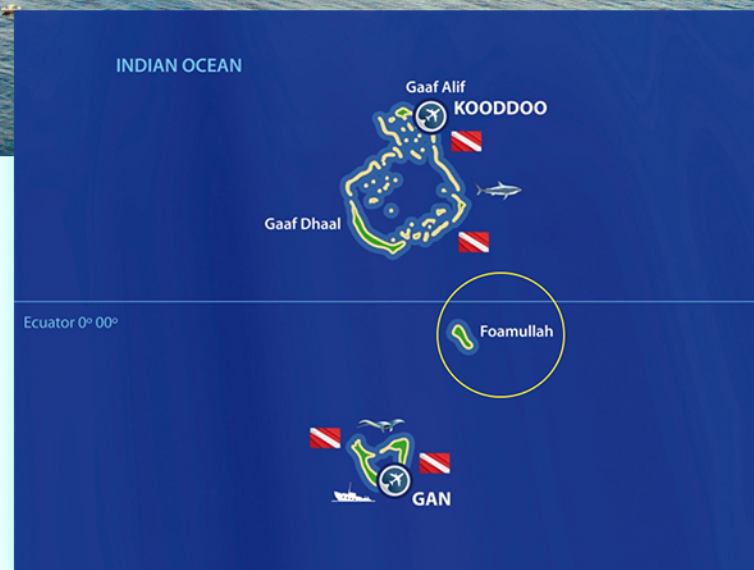 INDIAN OCEAN
Gaaf Alif
KOODDOO
Gaaf Dhaal
Ecuator 0º 00º
Foamullah
GAN